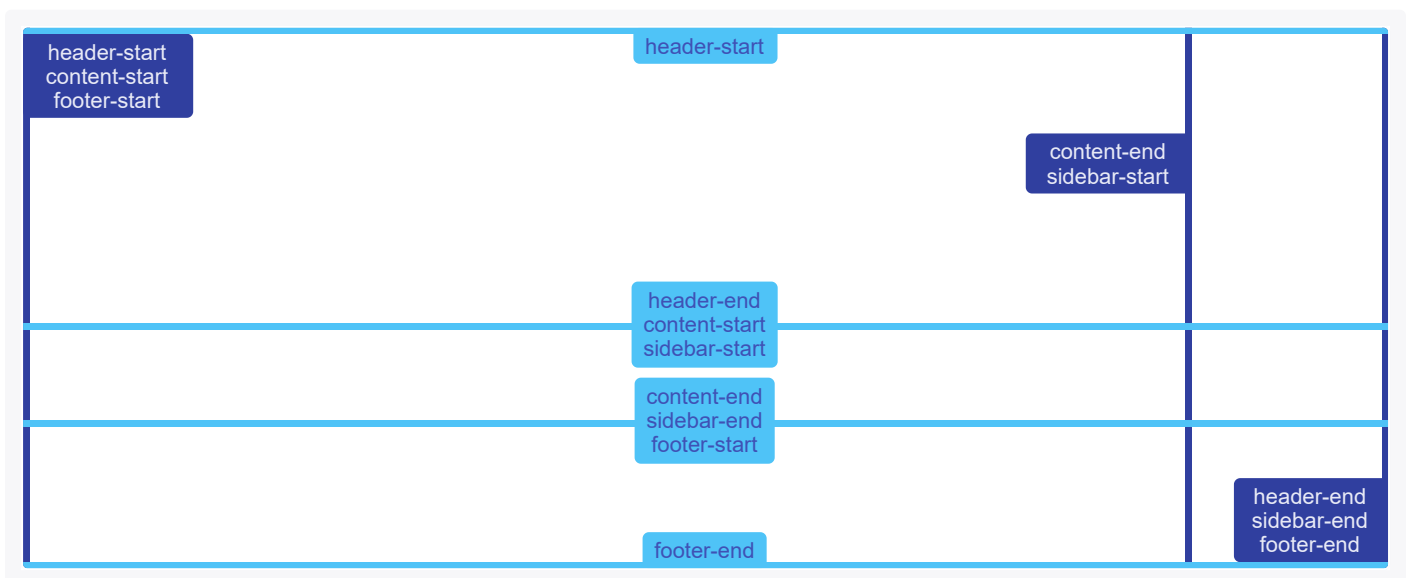 header-start
content-start
footer-start
header-start
content-end
sidebar-start
header-end
content-start
sidebar-start
content-end
sidebar-end
footer-start
header-end
sidebar-end
footer-end
footer-end